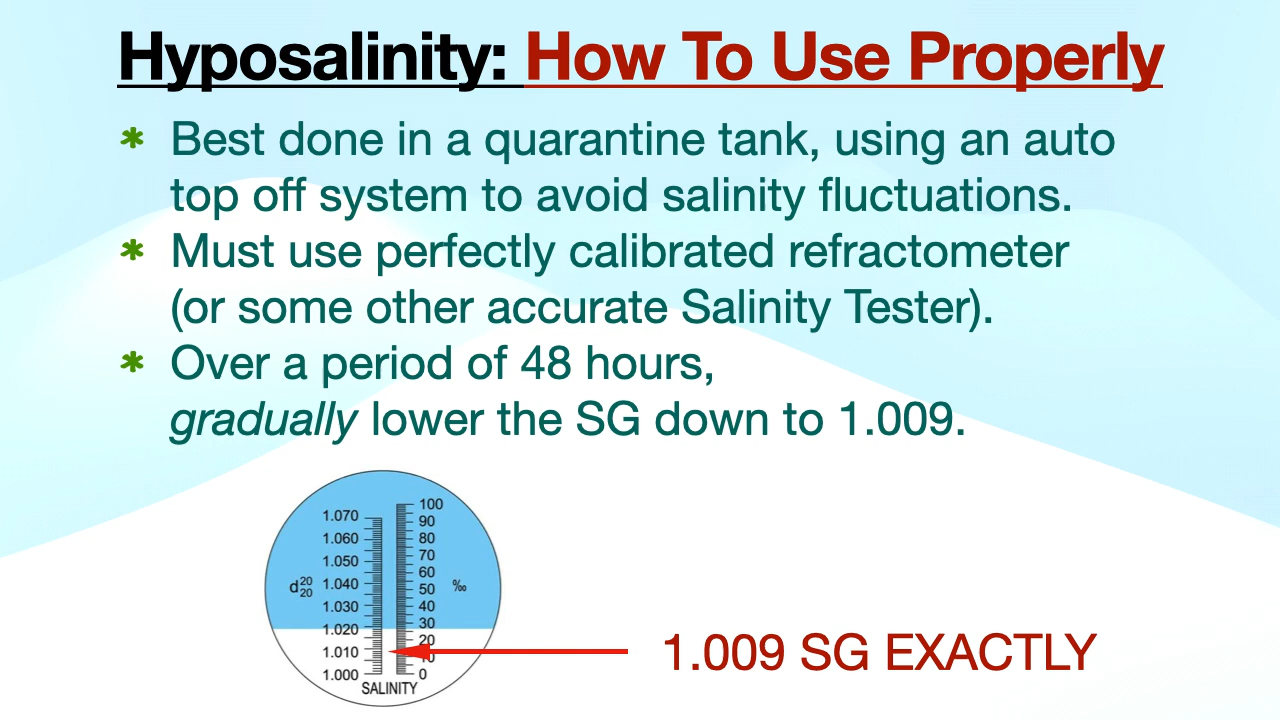 Hyposalinity: How To Use Properly
* Best done in a quarantine tank, using an auto
top off system to avoid salinity fluctuations.
* Must use perfectly calibrated refractometer
(or some other accurate Salinity Tester).
* Over a period of 48 hours,
gradually lower the SG down to 1.009.
100
1.070 90
1.060 80
70
1.050
60
d20/20 1.040 50 ‰
1.030 40
30
1.020
20
1.010
10
1.000 0
SALINITY
1.009 SG EXACTLY